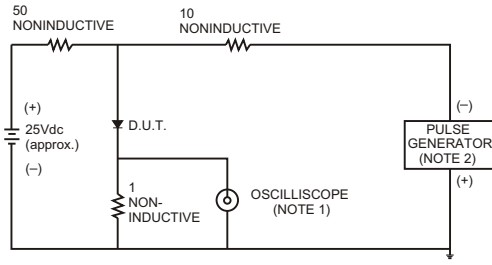 50
NONINDUCTIVE
10
NONINDUCTIVE
(+)
25Vdc
(approx.)
(–)
D.U.T.
1
NON-
INDUCTIVE
OSCILLISCOPE
(NOTE 1)
(–)
PULSE
GENERATOR
(NOTE 2)
(+)